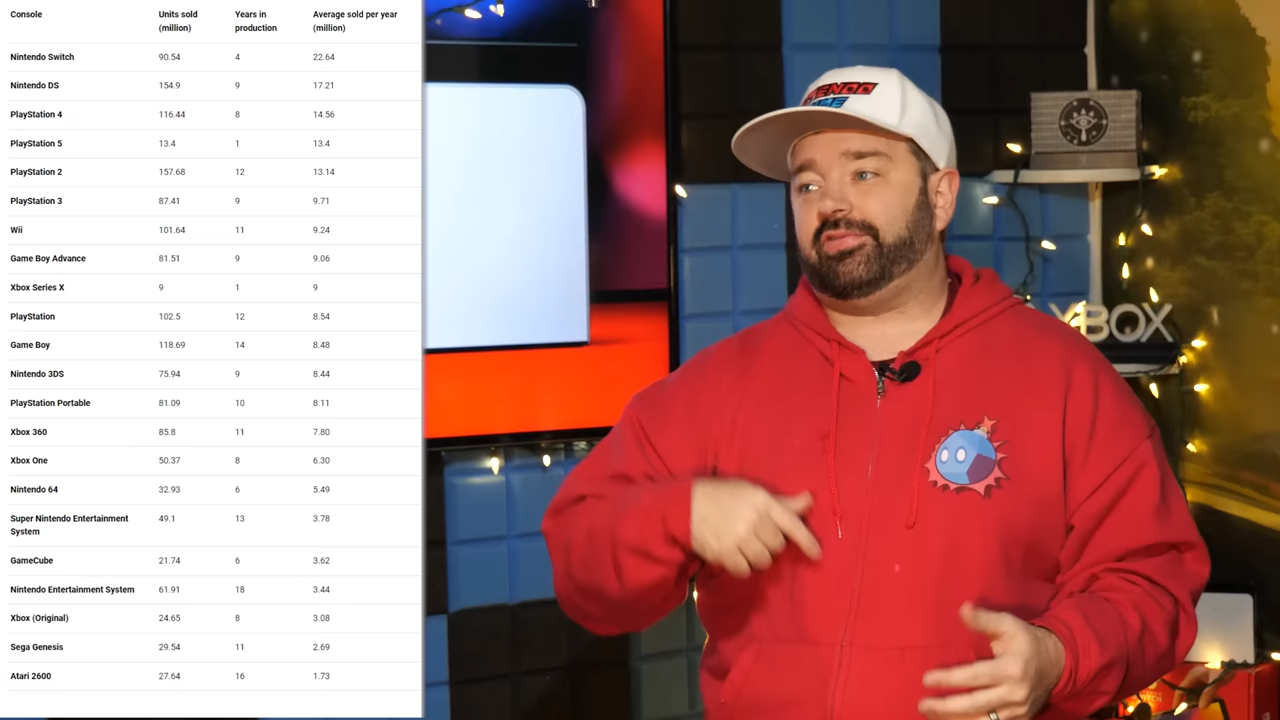 Console Units sold (million) Years in production Average sold per year (million)
Nintendo Switch 90.54 4 22.64
Nintendo DS 154.9 9 17.21
PlayStation 4 116.44 8 14.56
PlayStation 5 13.4 1 13.4
PlayStation 2 157.68 12 13.14
PlayStation 3 87.41 9 9.71
Wii 101.64 11 9.24
Game Boy Advance 81.51 9 9.06
Xbox Series X 9 1 9
PlayStation 102.5 12 8.54
Game Boy 118.69 14 8.48
Nintendo 3DS 75.94 9 8.44
PlayStation Portable 81.09 10 8.11
Xbox 360 85.8 11 7.80
Xbox One 50.37 8 6.30
Nintendo 64 32.93 6 5.49
Super Nintendo Entertainment System 49.1 13 3.78
GameCube 21.74 6 3.62
Nintendo Entertainment System 61.91 18 3.44
Xbox (Original) 24.65 8 3.08
Sega Genesis 29.54 11 2.69
Atari 2600 27.64 16 1.73
XBOX